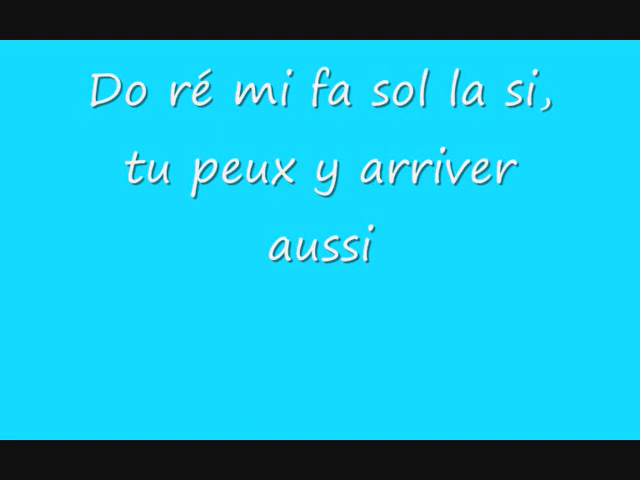 Do ré mi fa sol la si,
tu peux y arriver
aussi